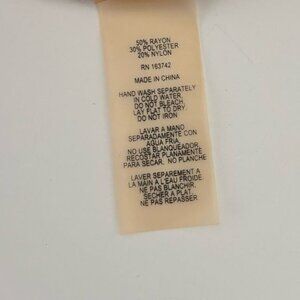 50% RAYON
30% POLYESTER
20% NYLON
RN 163742
MADE IN CHINA
HAND WASH SEPARATELY
IN COLD WATER.
DO NOT BLEACH.
LAY FLAT TO DRY.
DO NOT IRON
LAVAR A MANO
SEPARADAMENTE CON
AGUA FRIA.
NO USE BLANQUEADOR.
RECOSTAR PLANAMENTE
PARA SECAR. NO PLANCHE
LAVER SEPAREMENT A
LA MAIN A L'EAU FROIDE.
NE PAS BLANCHIR.
SECHER A PLAT.
NE PAS REPASSER.